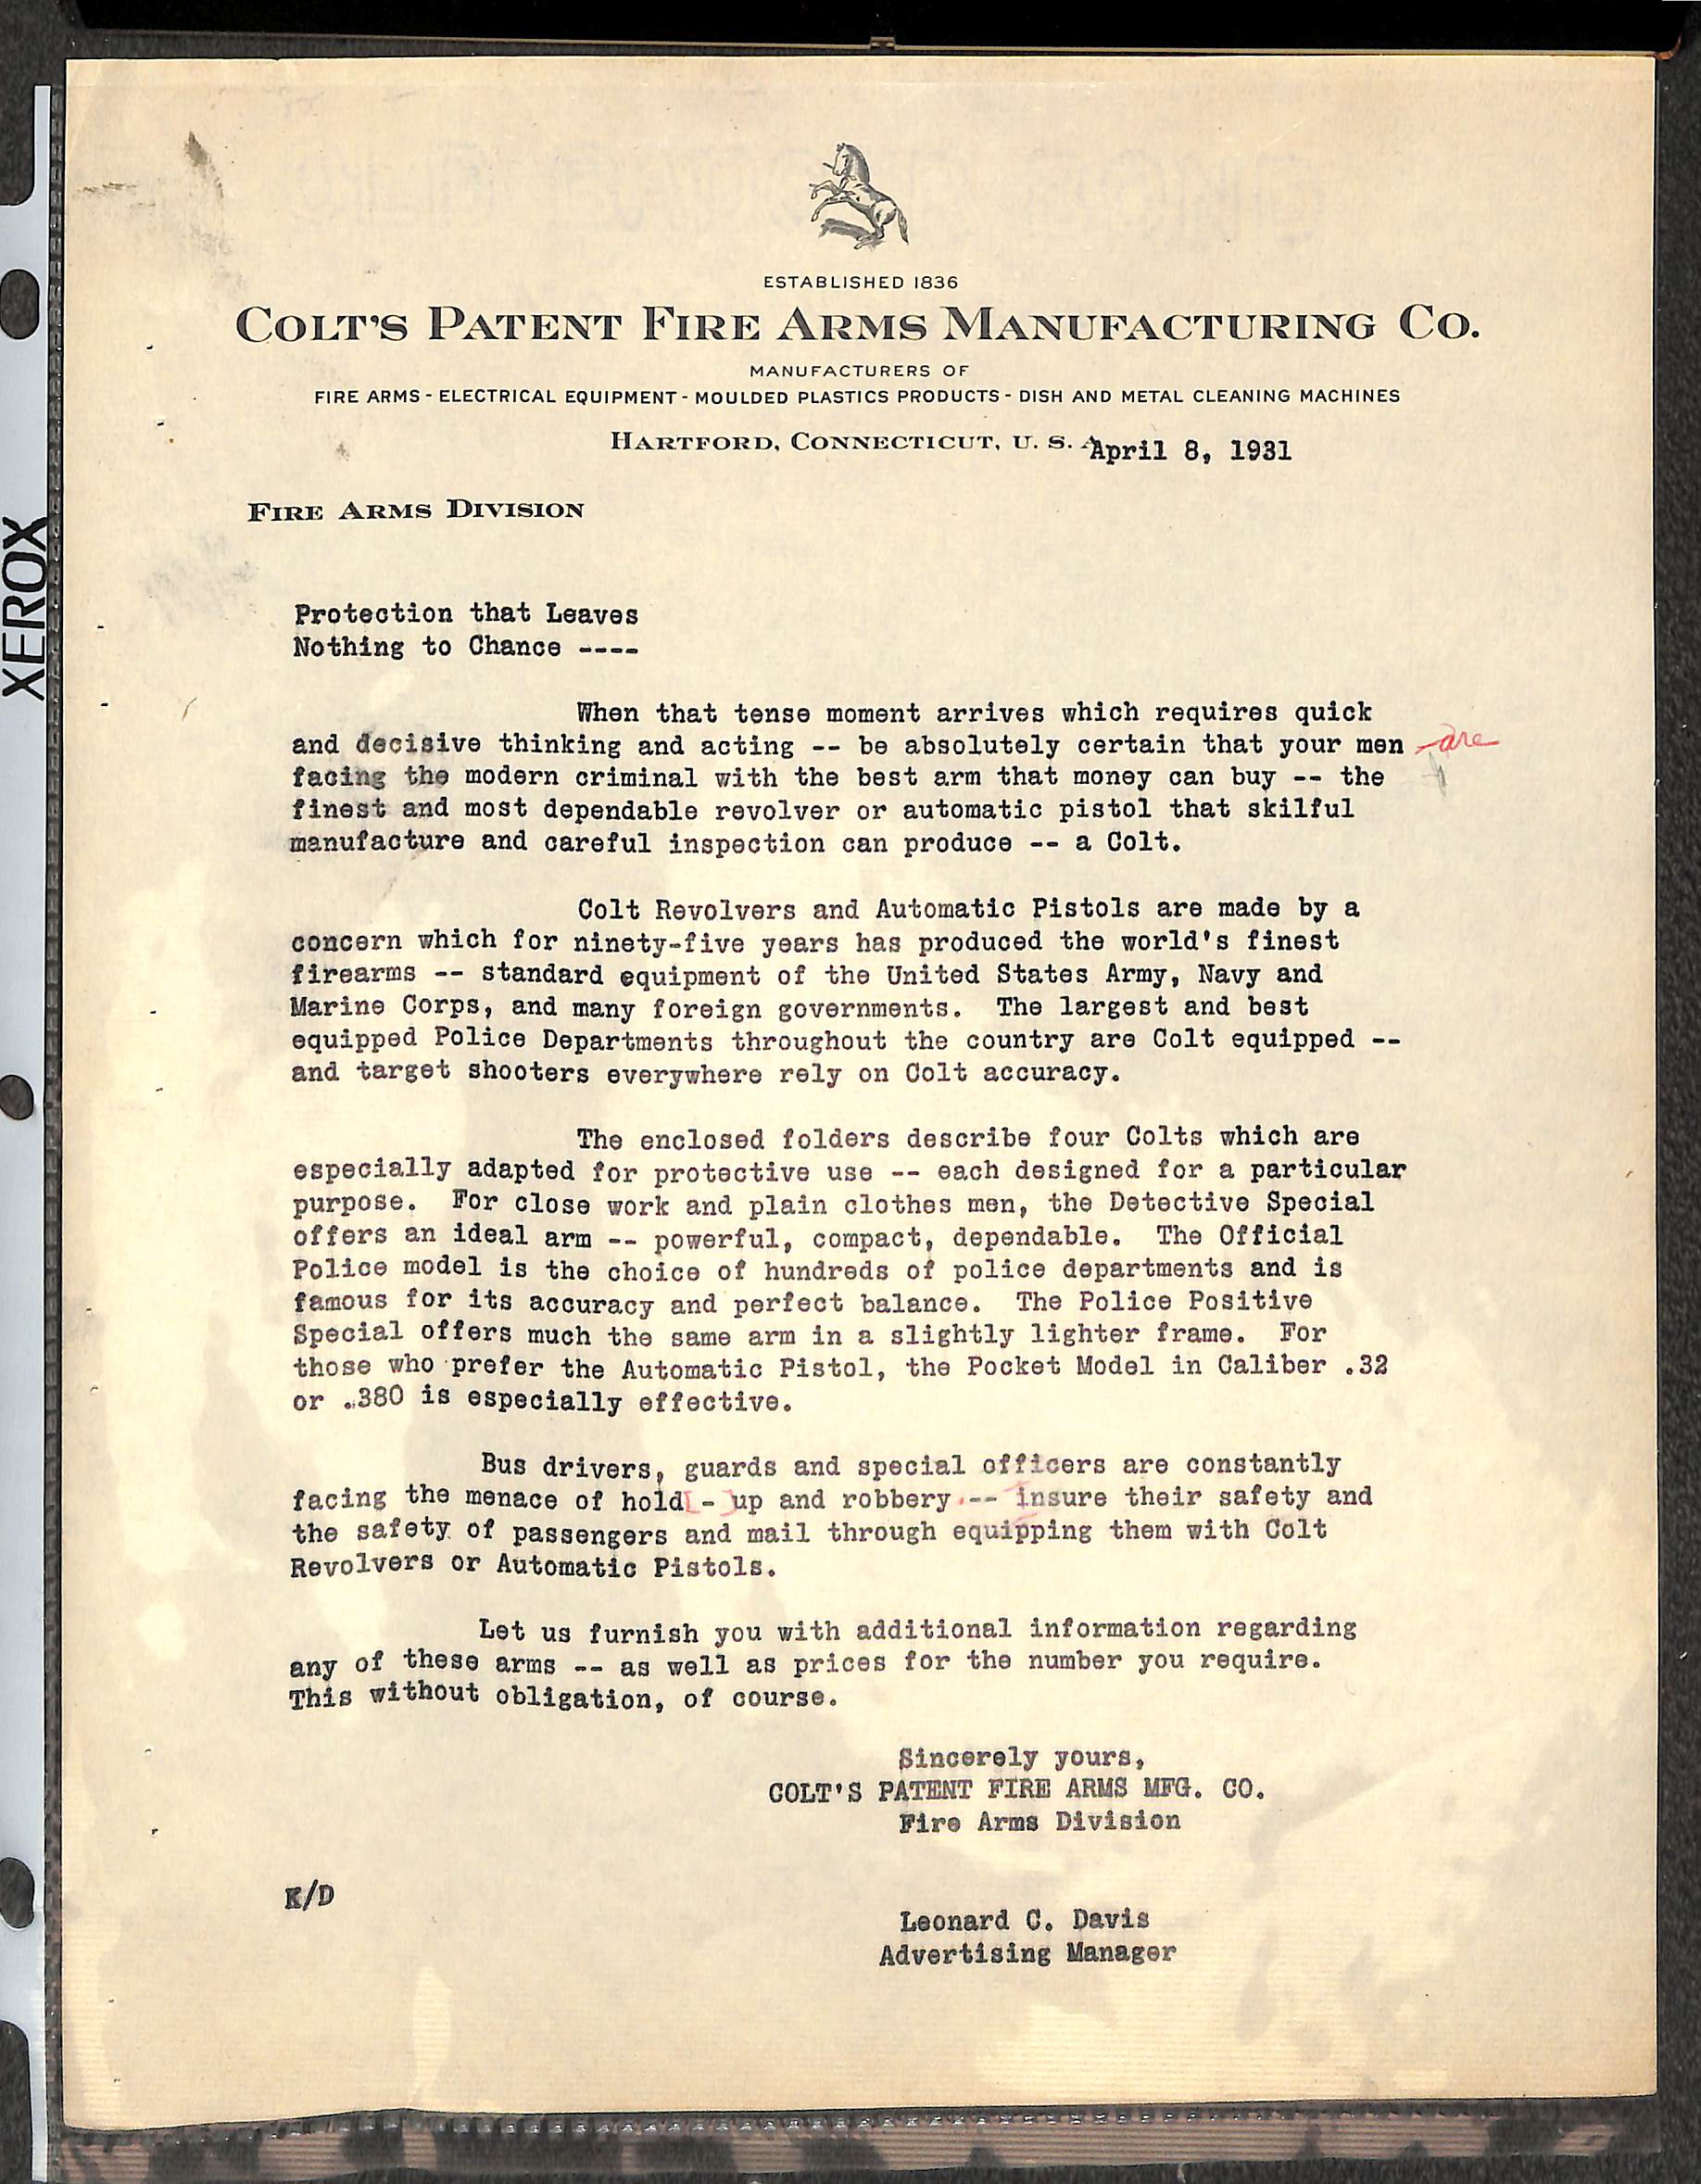 ESTABLISHED 1836
COLT'S PATENT FIRE ARMS MANUFACTURING CO.
MANUFACTURERS OF
FIRE ARMS - ELECTRICAL EQUIPMENT - MOULDED PLASTICS PRODUCTS - DISH AND METAL CLEANING MACHINES
HARTFORD, CONNECTICUT, U. S. A. April 8, 1931
FIRE ARMS DIVISION
XEROX
Protection that Leaves
Nothing to Chance ----
When that tense moment arrives which requires quick
and decisive thinking and acting -- be absolutely certain that your men are
facing the modern criminal with the best arm that money can buy -- the
finest and most dependable revolver or automatic pistol that skilful
manufacture and careful inspection can produce -- a Colt.
Colt Revolvers and Automatic Pistols are made by a
concern which for ninety-five years has produced the world's finest
firearms -- standard equipment of the United States Army, Navy and
Marine Corps, and many foreign governments. The largest and best
equipped Police Departments throughout the country are Colt equipped --
and target shooters everywhere rely on Colt accuracy.
The enclosed folders describe four Colts which are
especially adapted for protective use -- each designed for a particular
purpose. For close work and plain clothes men, the Detective Special
offers an ideal arm -- powerful, compact, dependable. The Official
Police model is the choice of hundreds of police departments and is
famous for its accuracy and perfect balance. The Police Positive
Special offers much the same arm in a slightly lighter frame. For
those who prefer the Automatic Pistol, the Pocket Model in Caliber .32
or .380 is especially effective.
Bus drivers, guards and special officers are constantly
facing the menace of hold - up and robbery -- insure their safety and
the safety of passengers and mail through equipping them with Colt
Revolvers or Automatic Pistols.
Let us furnish you with additional information regarding
any of these arms -- as well as prices for the number you require.
This without obligation, of course.
Sincerely yours,
COLT'S PATENT FIRE ARMS MFG. CO.
Fire Arms Division
K/D
Leonard C. Davis
Advertising Manager